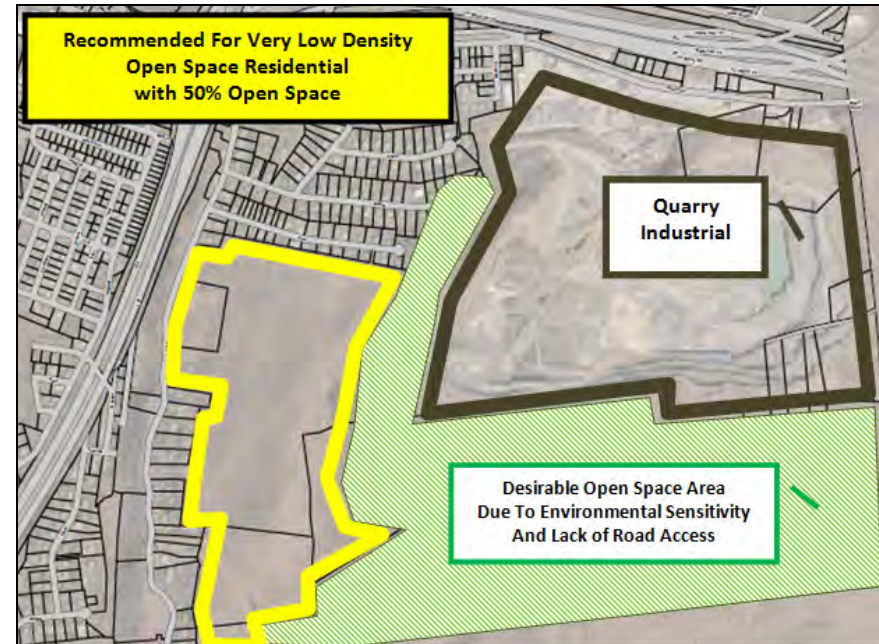 Recommended For Very Low Density
Open Space Residential
with 50% Open Space
Quarry
Industrial
Desirable Open Space Area
Due To Environmental Sensitivity
And Lack of Road Access